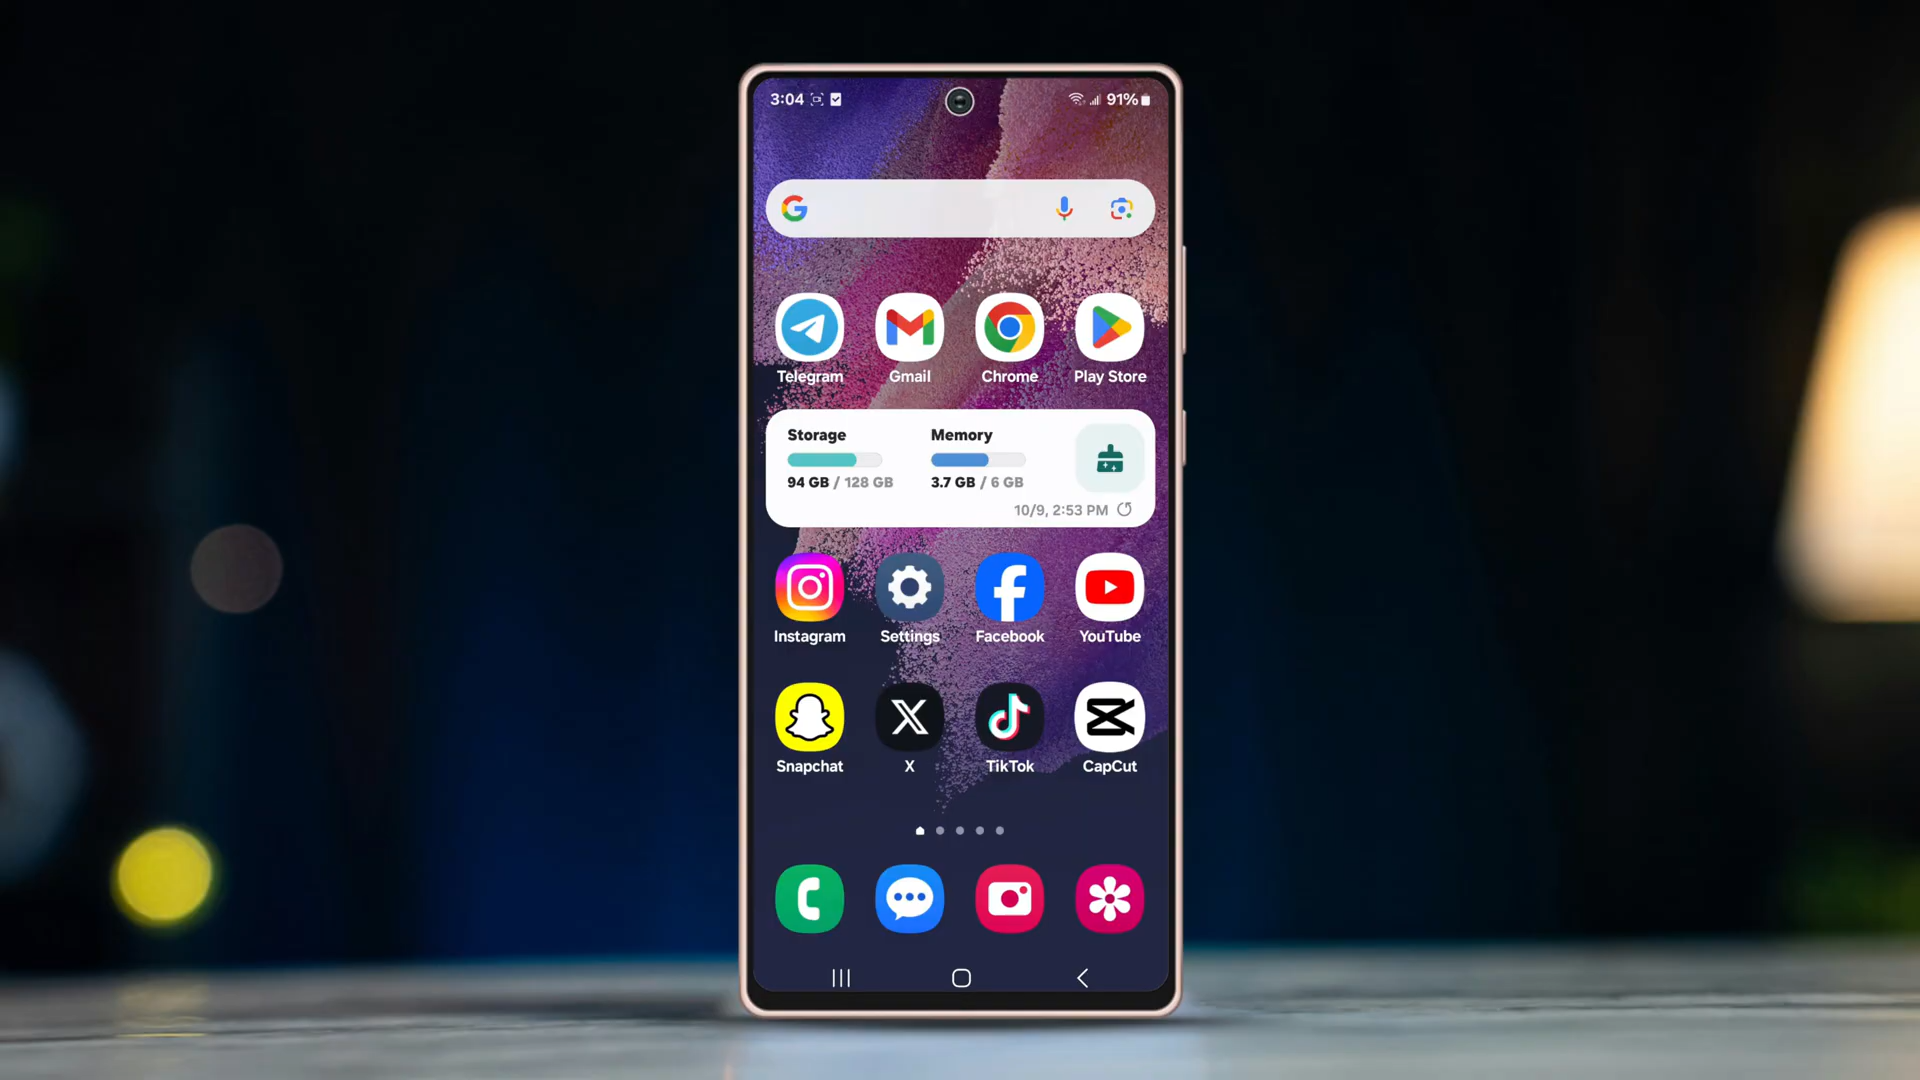 3:04 91%
G
Telegram Gmail Chrome Play Store
Storage Memory
94 GB / 128 GB 3.7 GB / 6 GB
10/9, 2:53 PM
Instagram Settings Facebook YouTube
Snapchat X TikTok CapCut